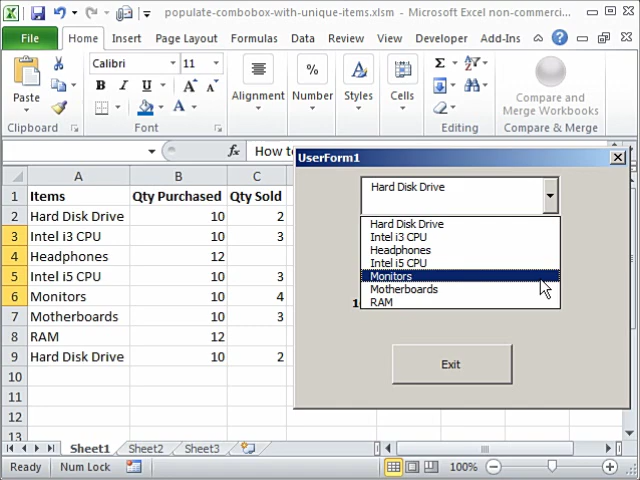 populate-combobox-with-unique-items.xlsm - Microsoft Excel non-commerci...
File Home Insert Page Layout Formulas Data Review View Developer Add-Ins
Calibri 11
Paste
B I U A A
Σ
%
Alignment Number Styles Cells
Compare and
Merge Workbooks
Clipboard Font Editing Compare & Merge
fx How to
UserForm1
A B C
1 Items Qty Purchased Qty Sold
2 Hard Disk Drive 10 2
3 Intel i3 CPU 10 3
4 Headphones 12
5 Intel i5 CPU 10 3
6 Monitors 10 4
7 Motherboards 10 3
8 RAM 12
9 Hard Disk Drive 10 2
10
11
12
13
Hard Disk Drive
Hard Disk Drive
Intel i3 CPU
Headphones
Intel i5 CPU
Monitors
Motherboards
RAM
Exit
Sheet1 Sheet2 Sheet3
Ready Num Lock 100%